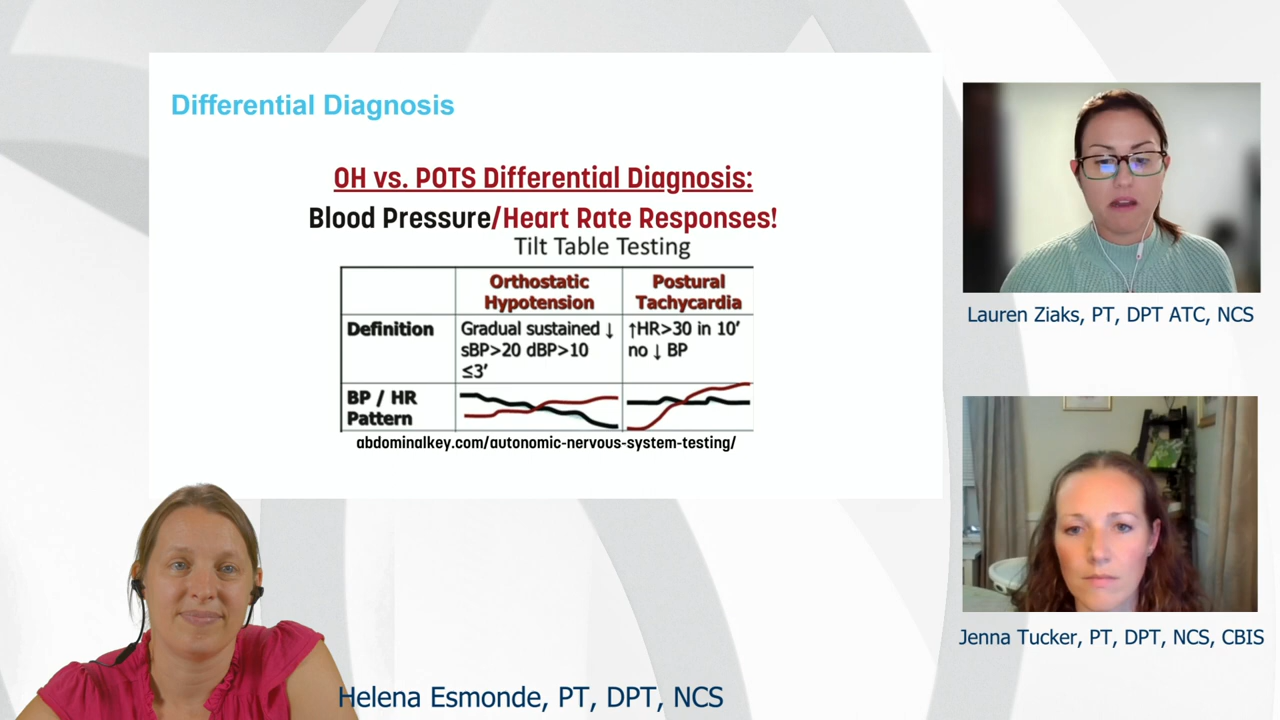 Differential Diagnosis
OH vs. POTS Differential Diagnosis:
Blood Pressure/Heart Rate Responses!
Tilt Table Testing
Orthostatic
Hypotension
Postural
Tachycardia
Definition
Gradual sustained ↓
sBP>20 dBP>10
≤3′
↑HR>30 in 10′
no ↓ BP
BP / HR
Pattern
abdominalkey.com/autonomic-nervous-system-testing/
Lauren Ziaks, PT, DPT ATC, NCS
Jenna Tucker, PT, DPT, NCS, CBIS
Helena Esmonde, PT, DPT, NCS